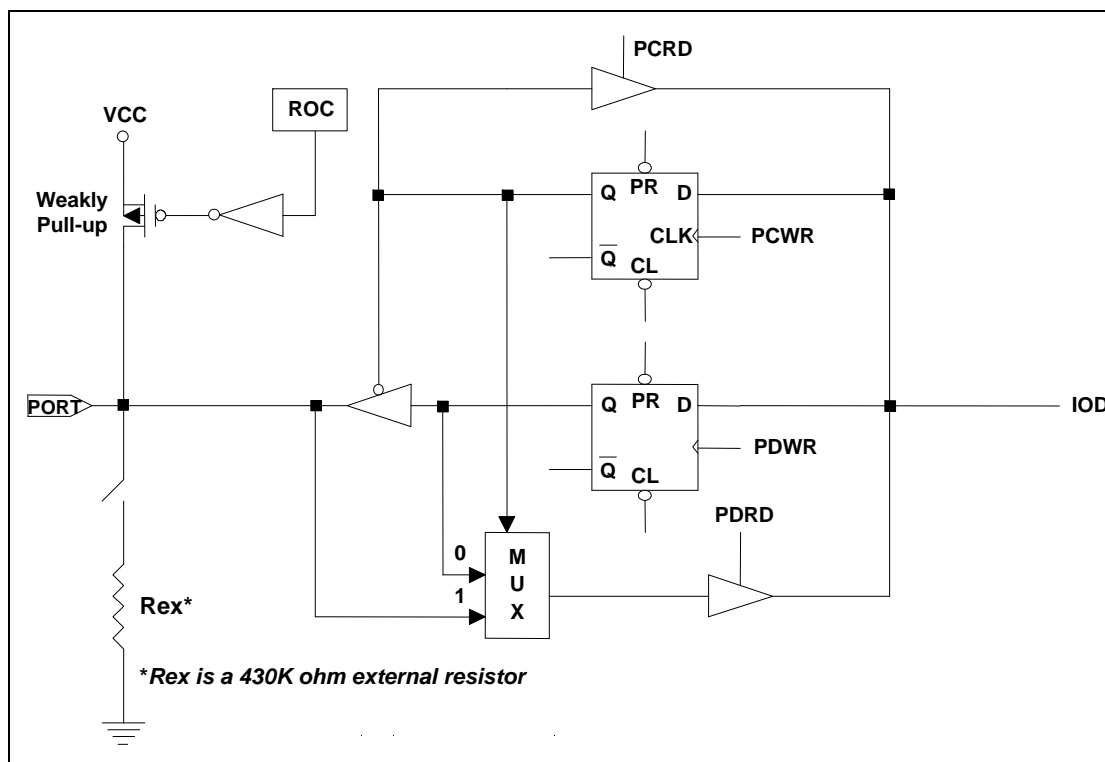 PCRD
VCC
ROC
Weakly
Pull-up
Q PR D
CLK PCWR
Q CL
PORT
Q PR D
IOD
PDWR
Q CL
PDRD
0
1
M
U
X
Rex*
*Rex is a 430K ohm external resistor